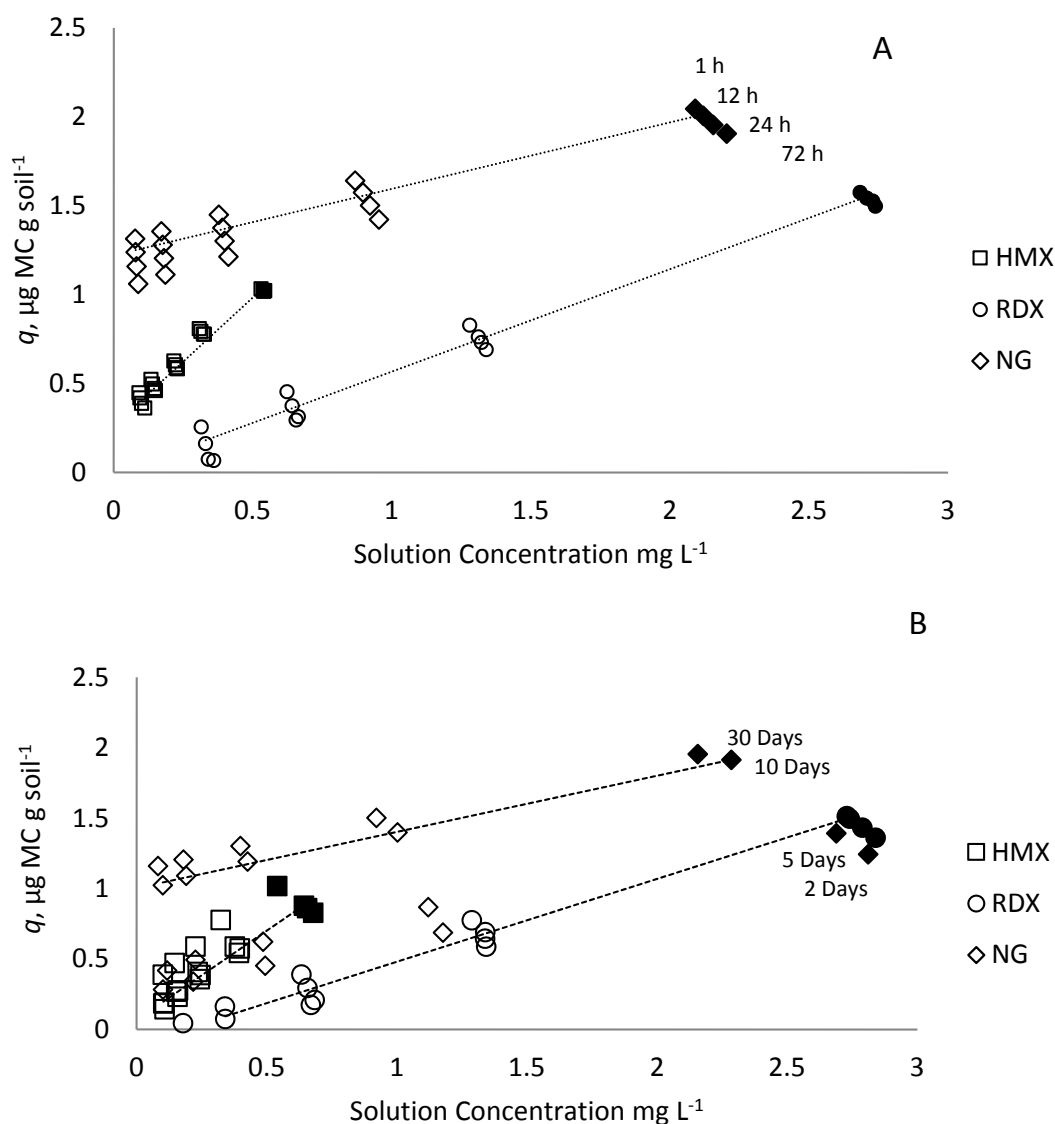 A
2.5
2
1.5
1
0.5
0
q, µg MC g soil⁻¹
1 h
12 h
24 h
72 h
HMX
RDX
NG
0 0.5 1 1.5 2 2.5 3
Solution Concentration mg L⁻¹
B
2.5
2
1.5
1
0.5
0
q, µg MC g soil⁻¹
30 Days
10 Days
5 Days
2 Days
HMX
RDX
NG
0 0.5 1 1.5 2 2.5 3
Solution Concentration mg L⁻¹